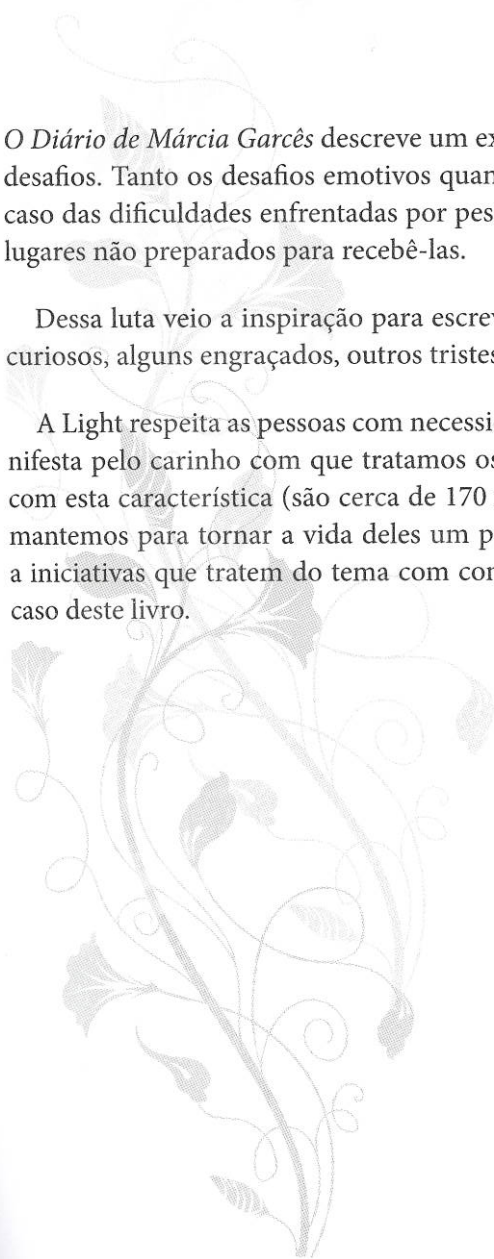 O Diário de Márcia Garcês descreve um ex
desafios. Tanto os desafios emotivos quan
caso das dificuldades enfrentadas por pes
lugares não preparados para recebê-las.
Dessa luta veio a inspiração para escrev
curiosos, alguns engraçados, outros tristes
A Light respeita as pessoas com necessi
nifesta pelo carinho com que tratamos os
com esta característica (são cerca de 170
mantemos para tornar a vida deles um p
a iniciativas que tratem do tema com con
caso deste livro.